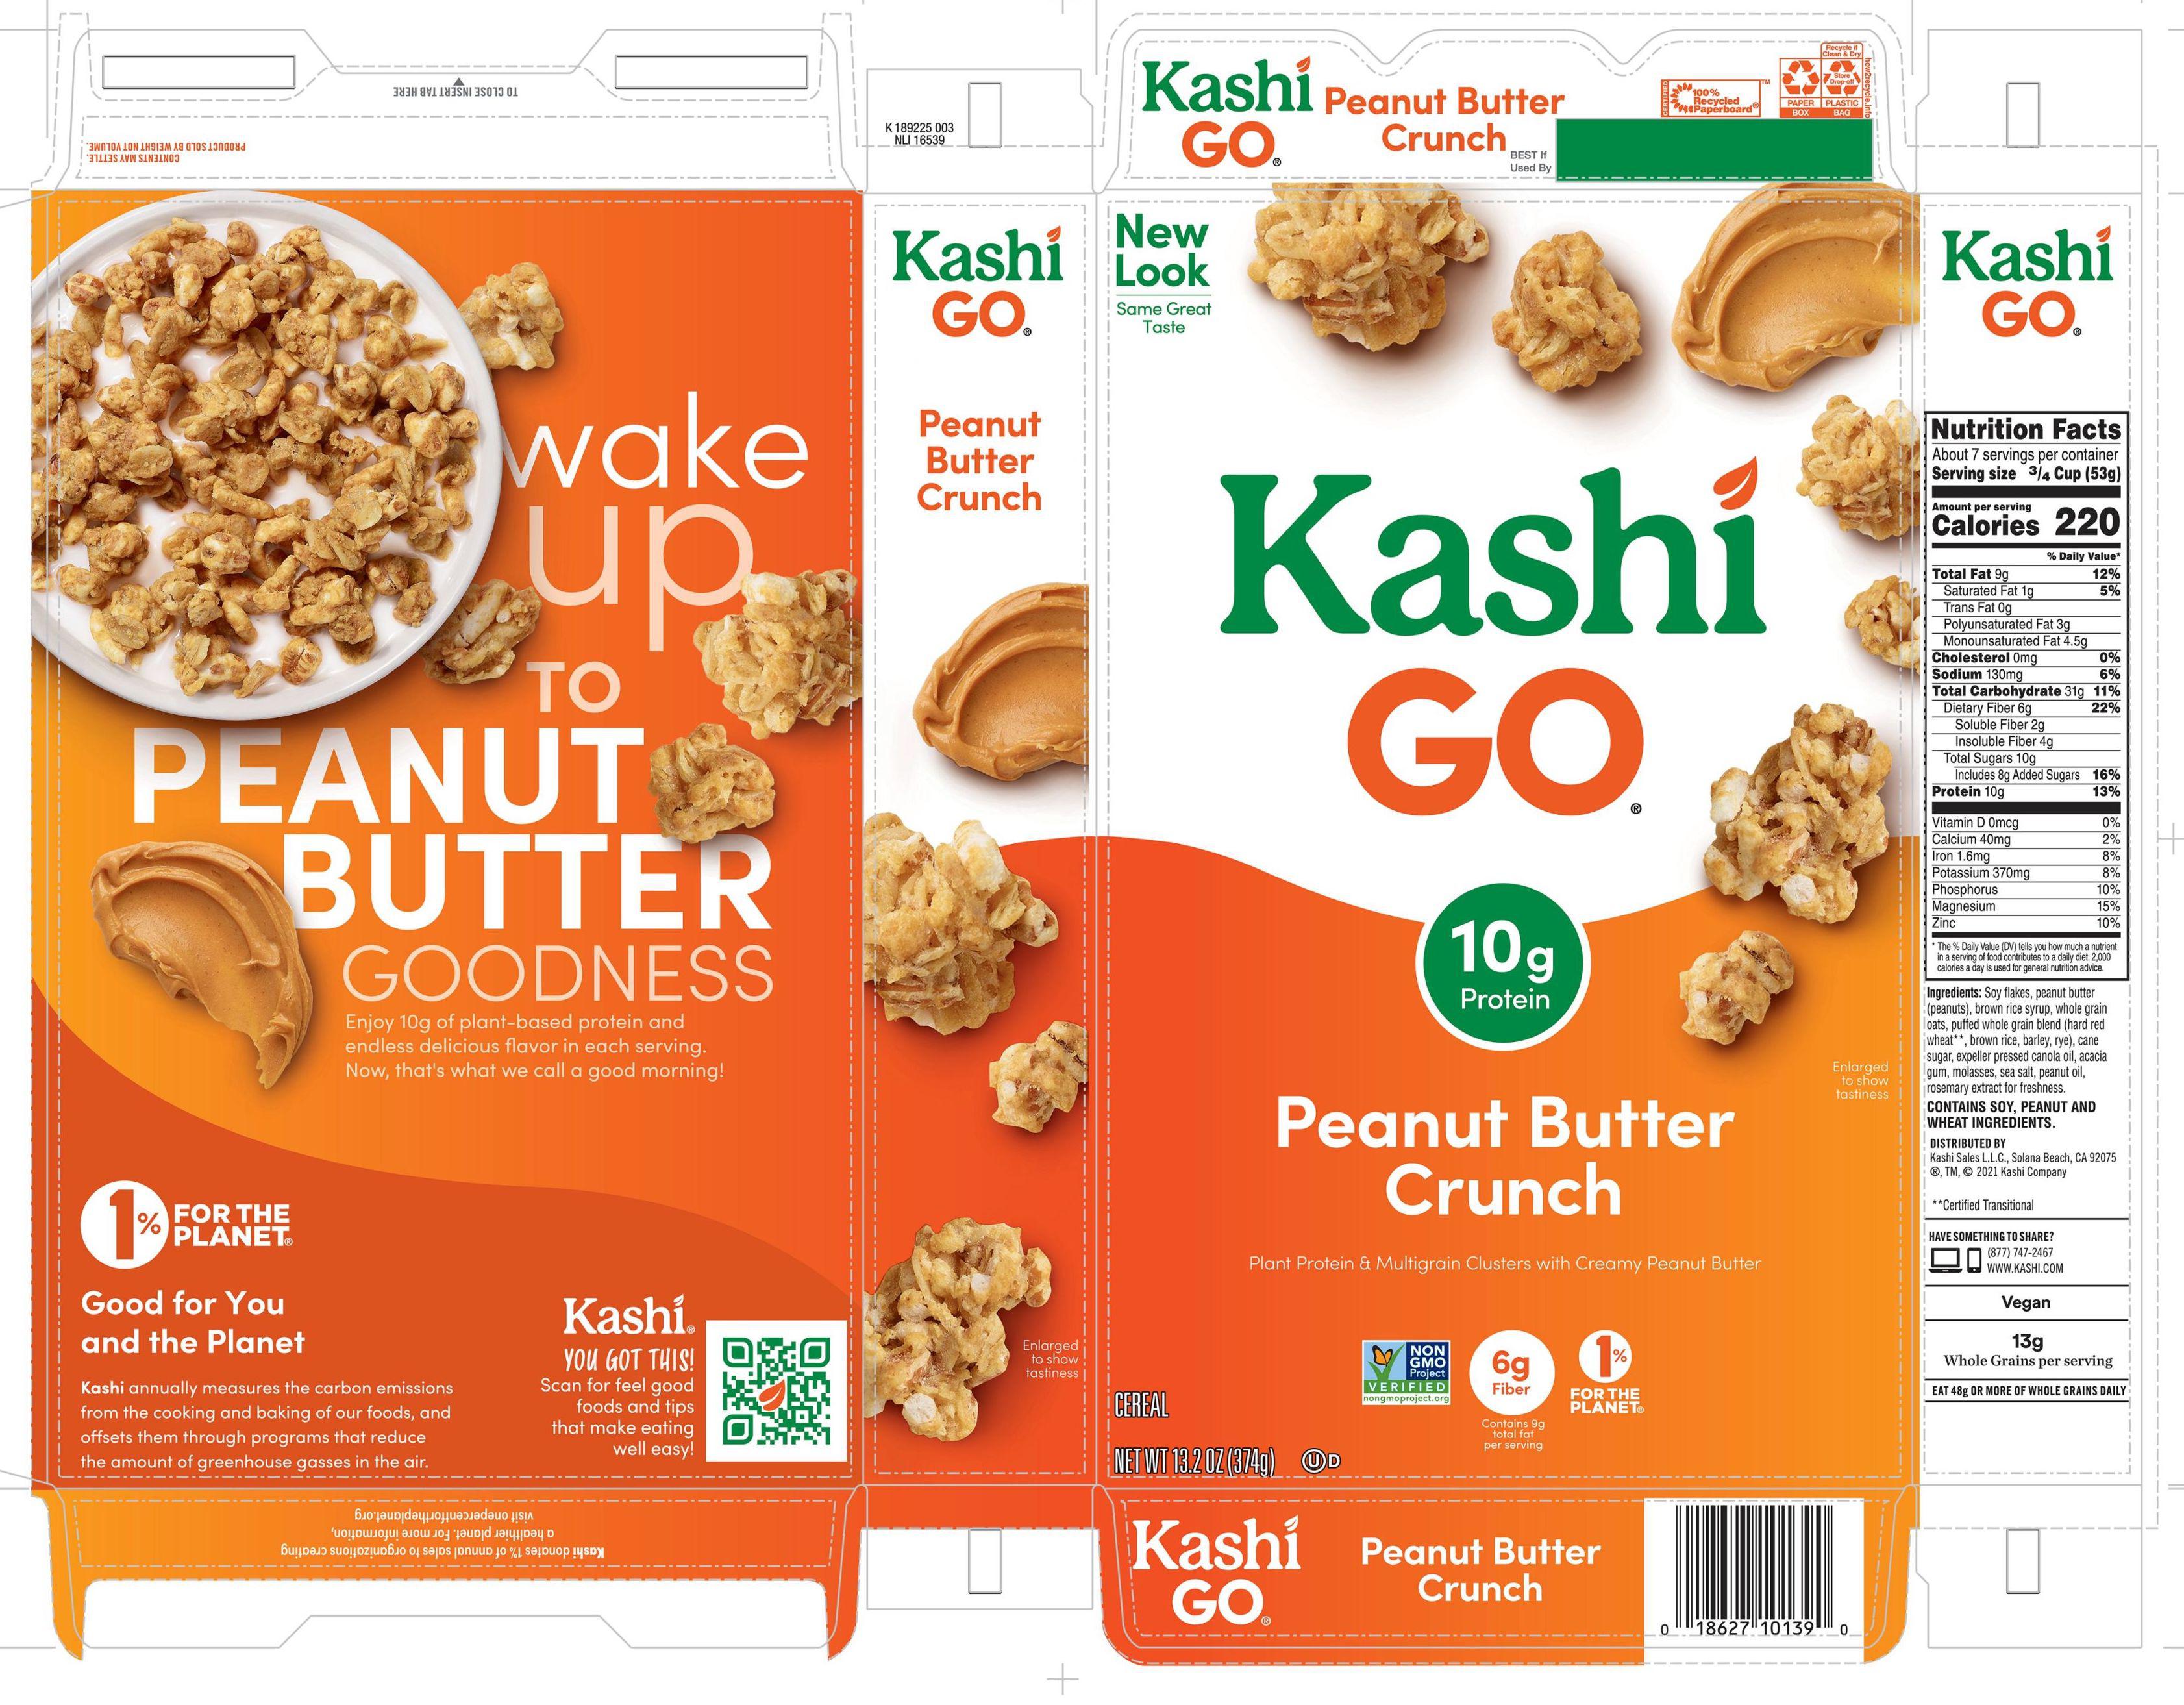 TO CLOSE INSERT TAB HERE
CONTENTS MAY SETTLE.
PRODUCT SOLD BY WEIGHT NOT VOLUME.
wake
up
TO
PEANUT
BUTTER
GOODNESS
Enjoy 10g of plant-based protein and
endless delicious flavor in each serving.
Now, that's what we call a good morning!
1% FOR THE
PLANET®
Good for You
and the Planet
Kashi annually measures the carbon emissions
from the cooking and baking of our foods, and
offsets them through programs that reduce
the amount of greenhouse gasses in the air.
Kashi®
YOU GOT THIS!
Scan for feel good
foods and tips
that make eating
well easy!
Kashi donates 1% of annual sales to organizations creating
a healthier planet. For more information,
visit onepercentfortheplanet.org
K 189225 003
NLI 16539
Kashi
GO®
Peanut
Butter
Crunch
Enlarged
to show
tastiness
Kashi
GO®
Peanut Butter
Crunch
BEST If
Used By
CERTIFIED
100%
Recycled
Paperboard®
TM
Recycle if
Clean & Dry
Store
Drop-off
PAPER
BOX
PLASTIC
BAG
how2recycle.info
New
Look
Same Great
Taste
Kashi
GO®
10g
Protein
Enlarged
to show
tastiness
Peanut Butter
Crunch
Plant Protein & Multigrain Clusters with Creamy Peanut Butter
NON
GMO
Project
VERIFIED
nongmoproject.org
6g
Fiber
Contains 9g
total fat
per serving
1%
FOR THE
PLANET®
CEREAL
NET WT 13.2 OZ (374g) U D
Kashi
GO®
Peanut Butter
Crunch
0 18627 10139 0
Kashi
GO®
Nutrition Facts
About 7 servings per container
Serving size 3/4 Cup (53g)
Amount per serving
Calories 220
% Daily Value*
Total Fat 9g 12%
Saturated Fat 1g 5%
Trans Fat 0g
Polyunsaturated Fat 3g
Monounsaturated Fat 4.5g
Cholesterol 0mg 0%
Sodium 130mg 6%
Total Carbohydrate 31g 11%
Dietary Fiber 6g 22%
Soluble Fiber 2g
Insoluble Fiber 4g
Total Sugars 10g
Includes 8g Added Sugars 16%
Protein 10g 13%
Vitamin D 0mcg 0%
Calcium 40mg 2%
Iron 1.6mg 8%
Potassium 370mg 8%
Phosphorus 10%
Magnesium 15%
Zinc 10%
* The % Daily Value (DV) tells you how much a nutrient
in a serving of food contributes to a daily diet. 2,000
calories a day is used for general nutrition advice.
Ingredients: Soy flakes, peanut butter
(peanuts), brown rice syrup, whole grain
oats, puffed whole grain blend (hard red
wheat**, brown rice, barley, rye), cane
sugar, expeller pressed canola oil, acacia
gum, molasses, sea salt, peanut oil,
rosemary extract for freshness.
CONTAINS SOY, PEANUT AND
WHEAT INGREDIENTS.
DISTRIBUTED BY
Kashi Sales L.L.C., Solana Beach, CA 92075
®, TM, © 2021 Kashi Company
**Certified Transitional
HAVE SOMETHING TO SHARE?
(877) 747-2467
WWW.KASHI.COM
Vegan
13g
Whole Grains per serving
EAT 48g OR MORE OF WHOLE GRAINS DAILY